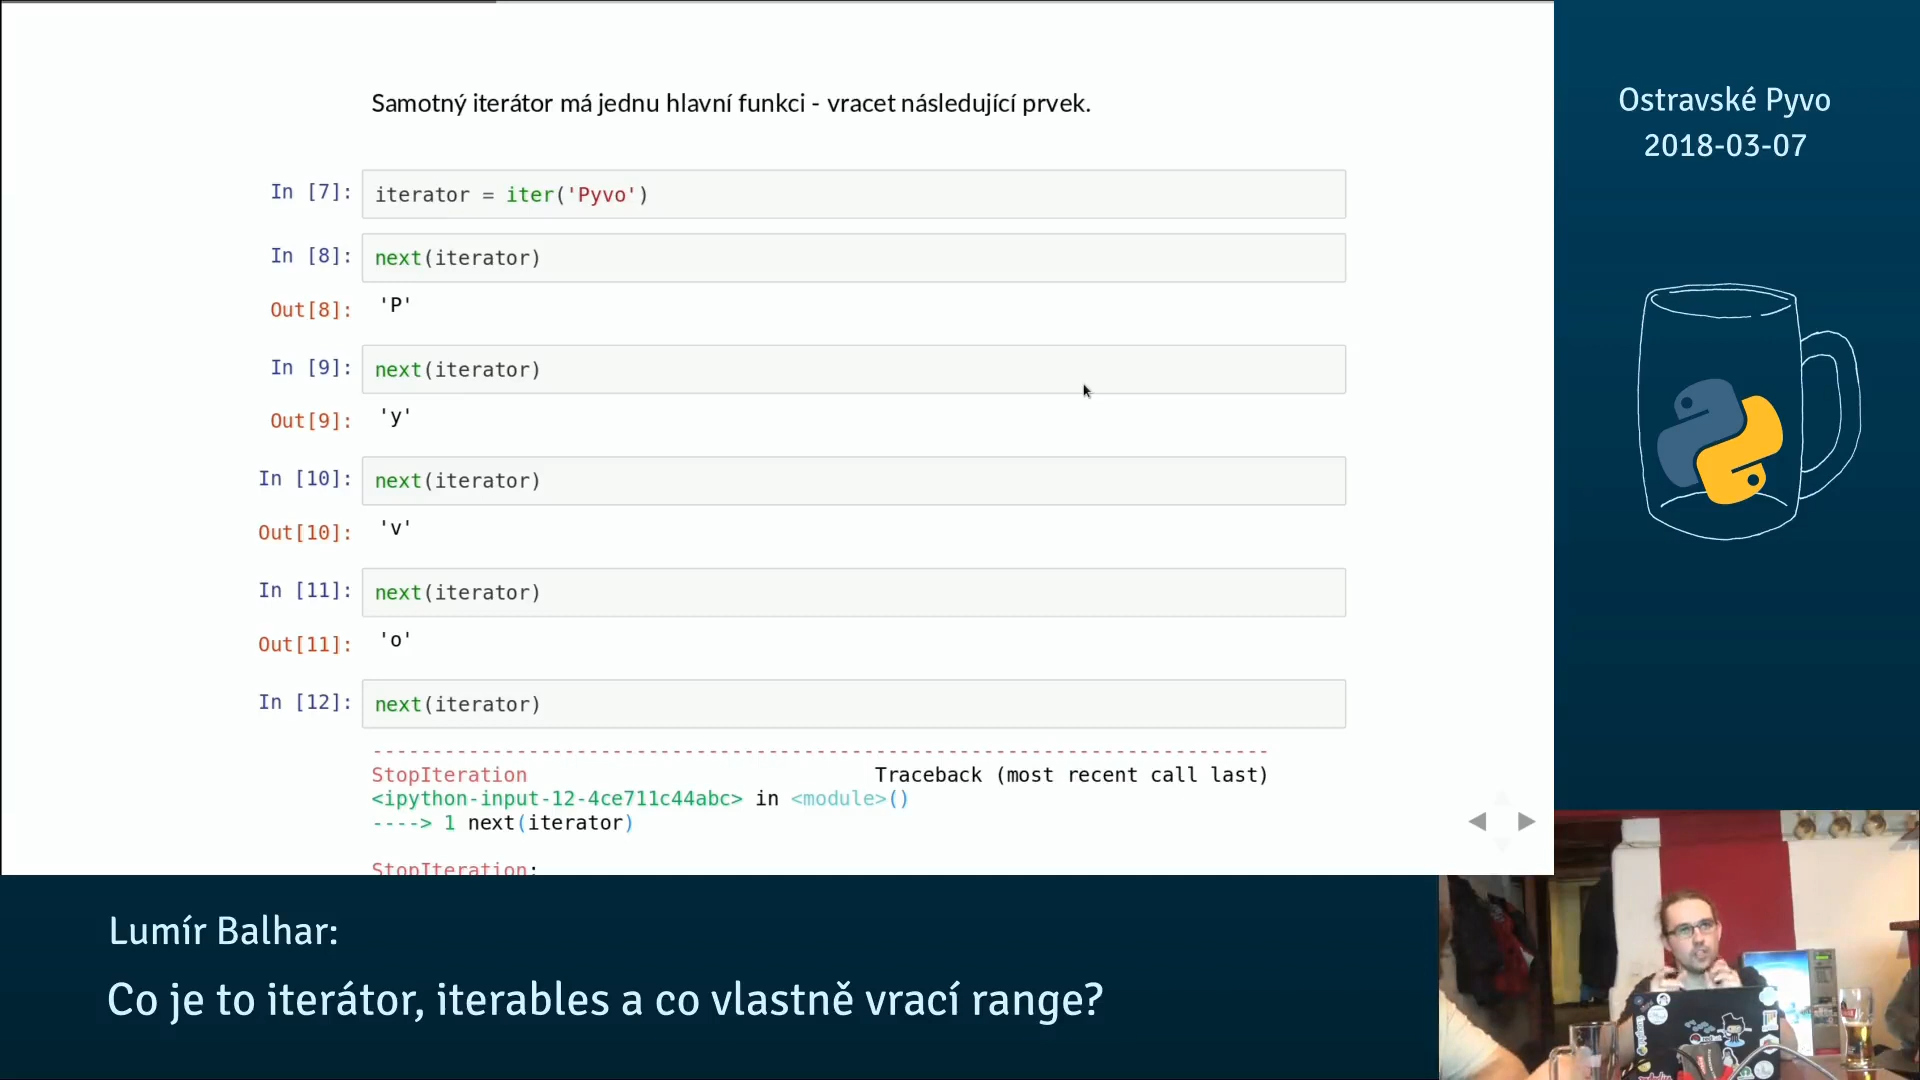 Samotný iterátor má jednu hlavní funkci - vracet následující prvek.
In [7]: iterator = iter('Pyvo')
In [8]: next(iterator)
Out[8]: 'P'
In [9]: next(iterator)
Out[9]: 'y'
In [10]: next(iterator)
Out[10]: 'v'
In [11]: next(iterator)
Out[11]: 'o'
In [12]: next(iterator)
---------------------------------------------------------------------------
StopIteration Traceback (most recent call last)
<ipython-input-12-4ce711c44abc> in <module>()
----> 1 next(iterator)
StopIteration:
Ostravské Pyvo
2018-03-07
Lumír Balhar:
Co je to iterátor, iterables a co vlastně vrací range?